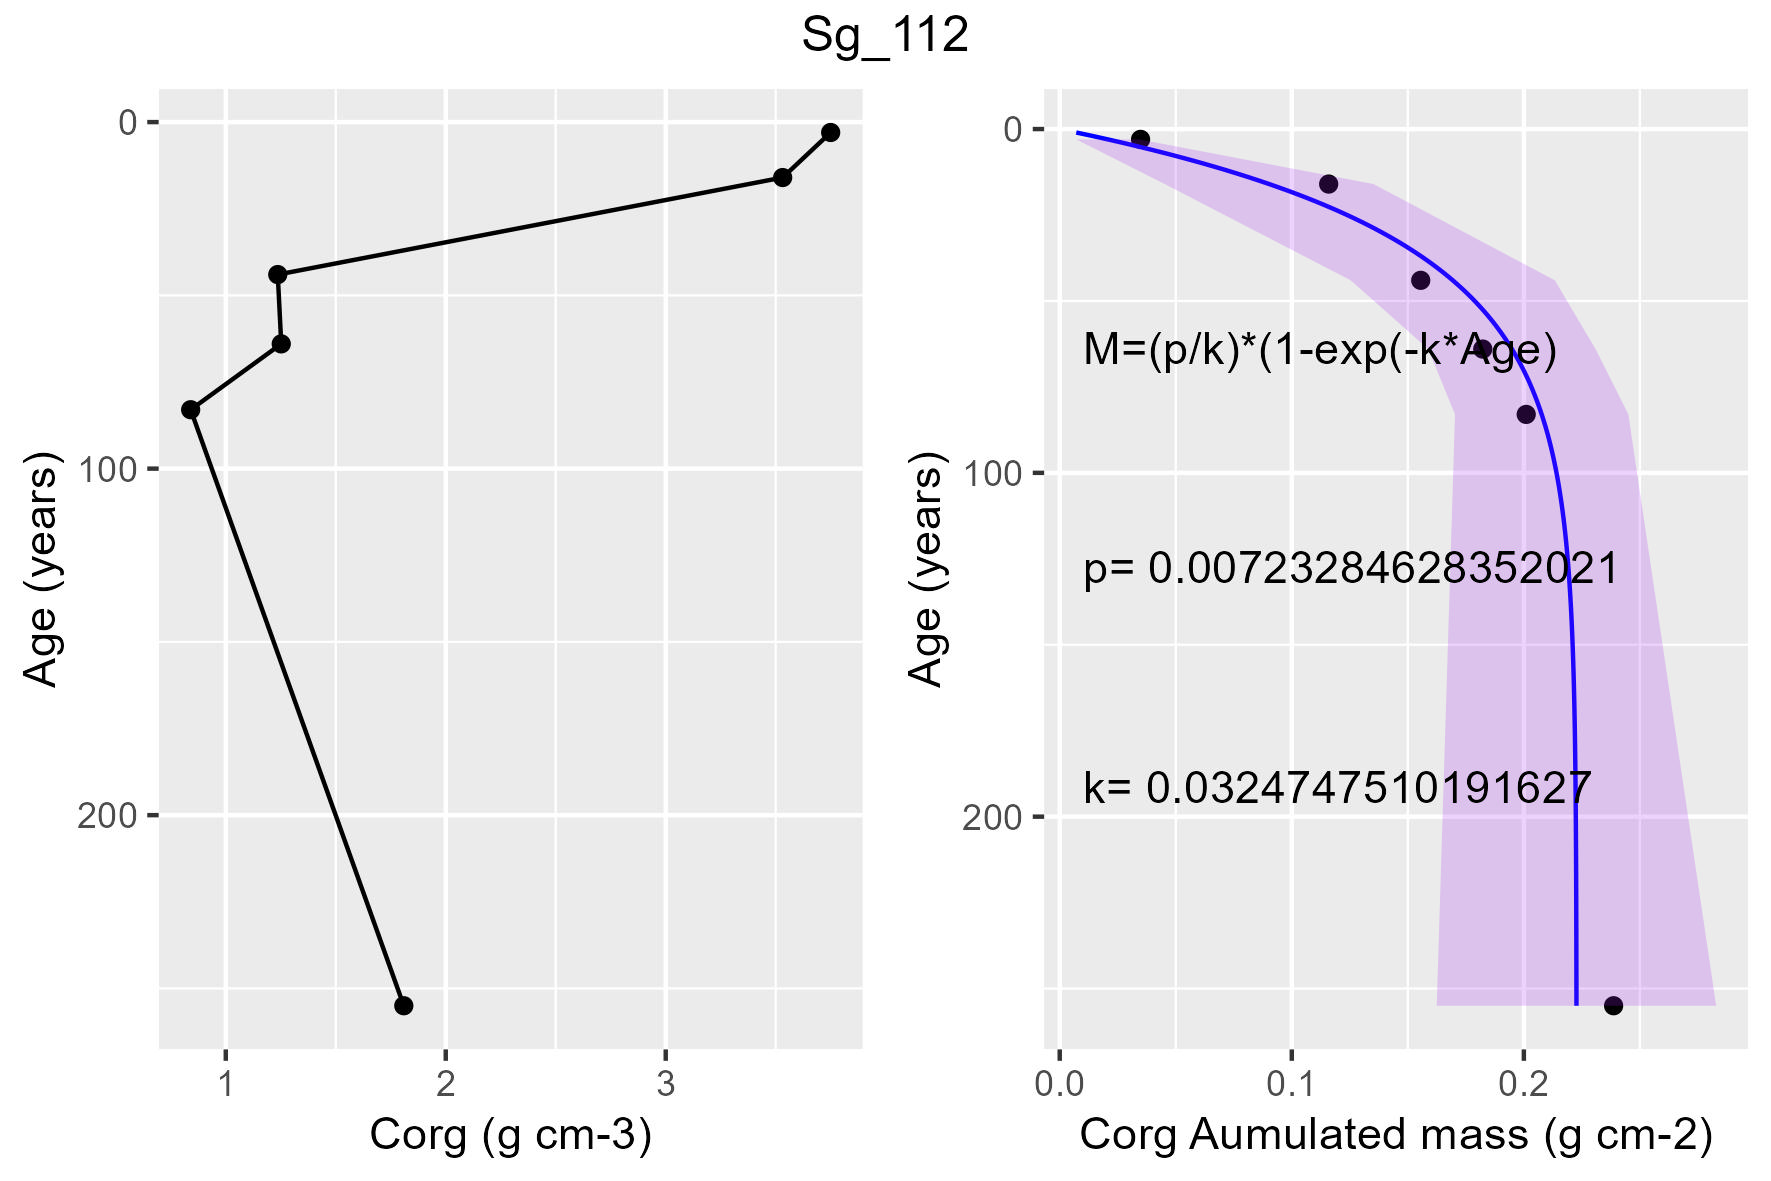 Sg_112
0
100
200
Age (years)
1
2
3
Corg (g cm-3)
0
100
200
Age (years)
M=(p/k)*(1-exp(-k*Age)
p= 0.00723284628352021
k= 0.0324747510191627
0.0
0.1
0.2
Corg Aumulated mass (g cm-2)